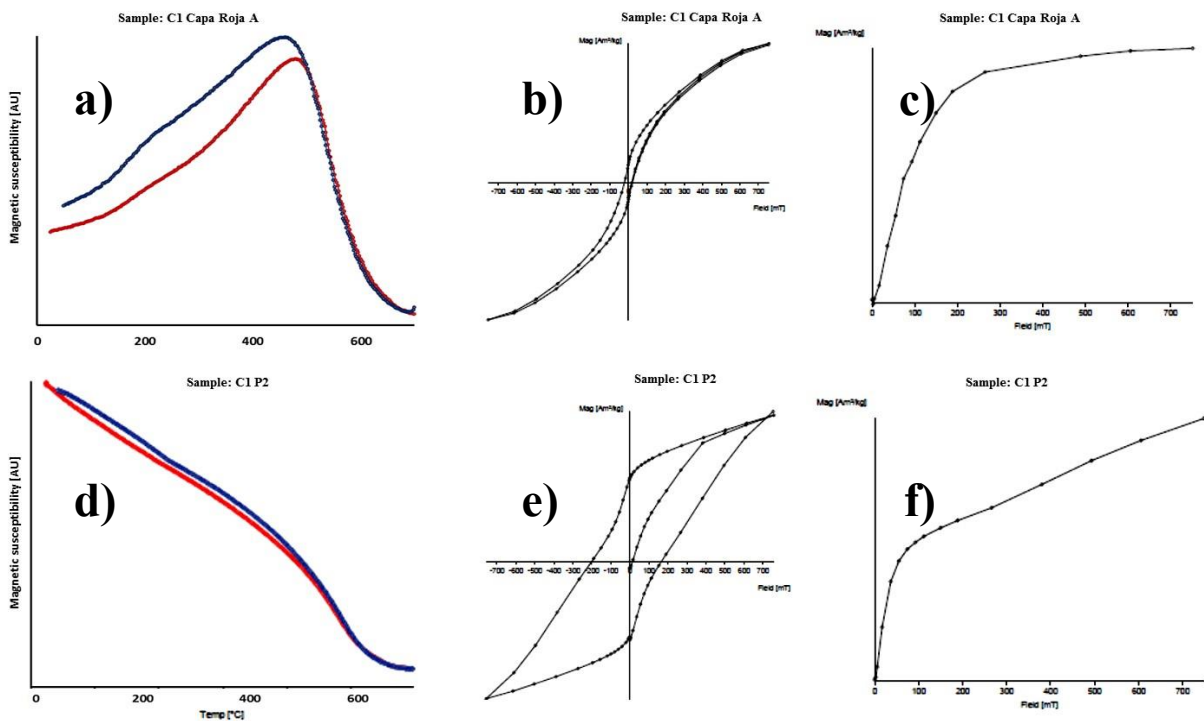 Sample: C1 Capa Roja A
a)
Magnetic susceptibility [AU]
0 200 400 600
Sample: C1 Capa Roja A
Mag [Am²/kg]
b)
-700 -600 -500 -400 -300 -200 -100 0 100 200 300 400 500 600 700
Field [mT]
Sample: C1 Capa Roja A
Mag [Am²/kg]
c)
0 100 200 300 400 500 600 700
Field [mT]
Sample: C1 P2
d)
Magnetic susceptibility [AU]
0 200 400 600
Temp [°C]
Sample: C1 P2
Mag [Am²/kg]
e)
-700 -600 -500 -400 -300 -200 -100 0 100 200 300 400 500 600 700
Field [mT]
Sample: C1 P2
Mag [Am²/kg]
f)
0 100 200 300 400 500 600 700
Field [mT]